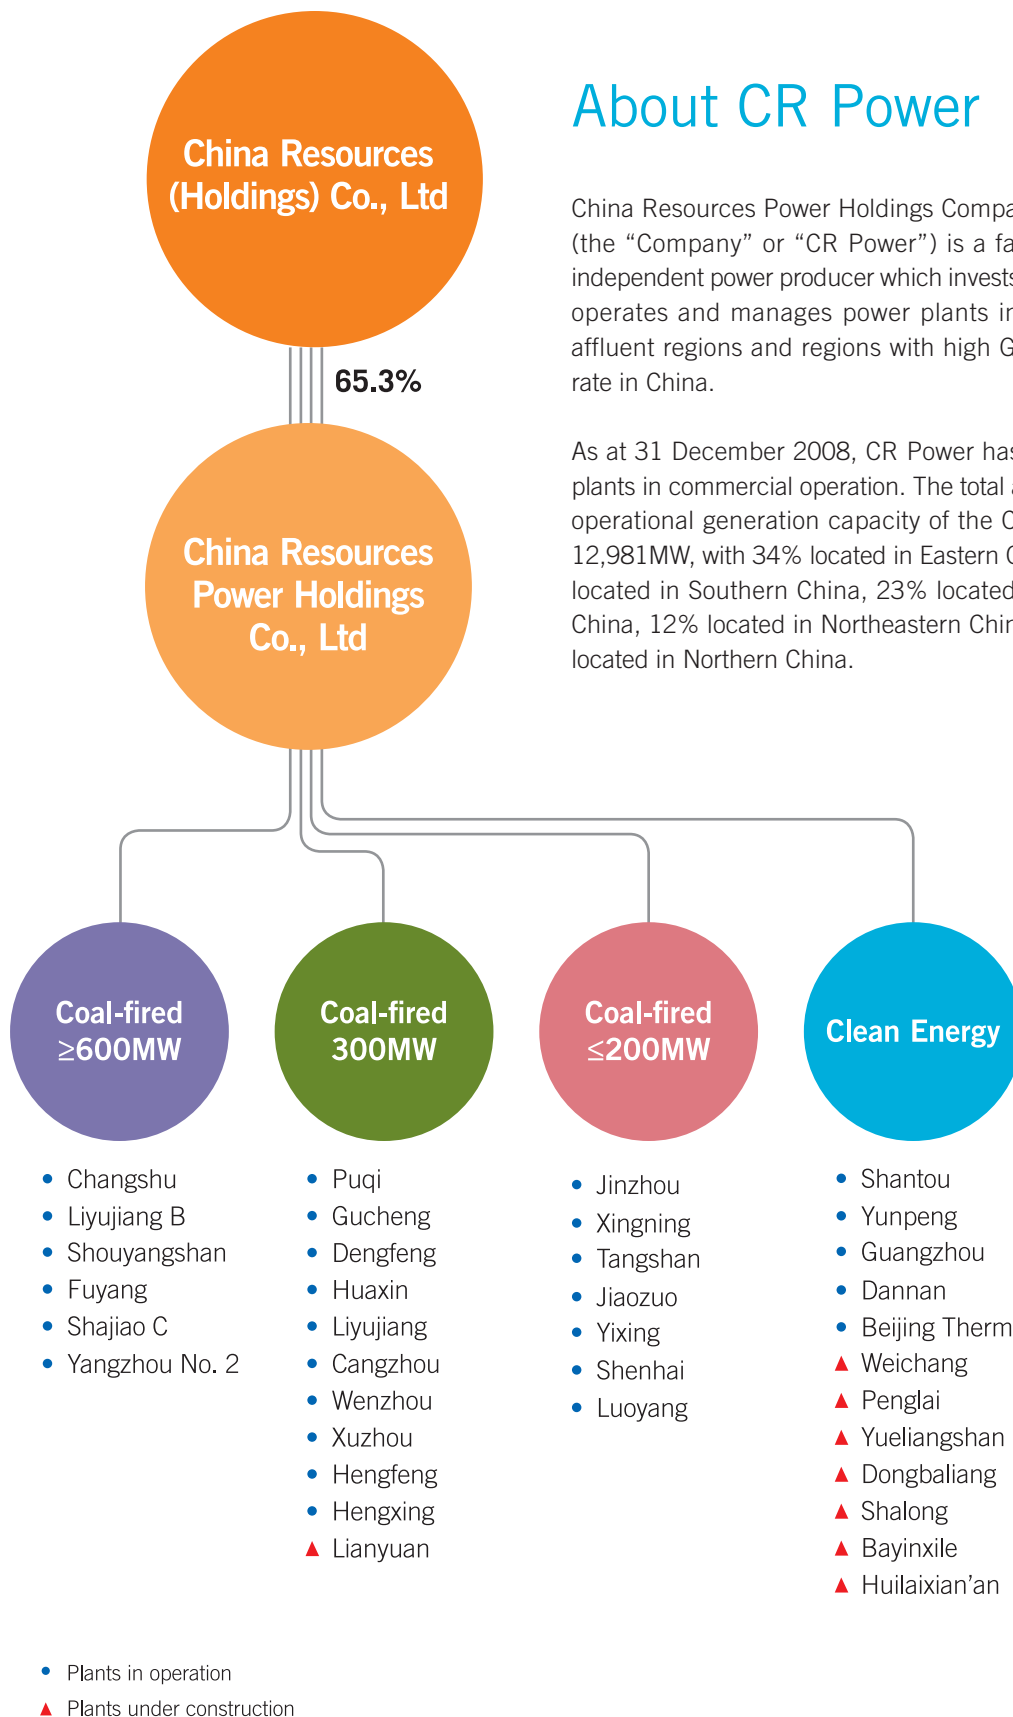 China Resources
(Holdings) Co., Ltd
65.3%
China Resources
Power Holdings
Co., Ltd
About CR Power
China Resources Power Holdings
(the “Company” or “CR Power”) is a
independent power producer which invests
operates and manages power plants in
affluent regions and regions with high
rate in China.
As at 31 December 2008, CR Power has
plants in commercial operation. The total
operational generation capacity of the
12,981MW, with 34% located in Eastern
located in Southern China, 23% located
China, 12% located in Northeastern
located in Northern China.
Coal-fired
≥600MW
• Changshu
• Liyujiang B
• Shouyangshan
• Fuyang
• Shajiao C
• Yangzhou No. 2
Coal-fired
300MW
• Puqi
• Gucheng
• Dengfeng
• Huaxin
• Liyujiang
• Cangzhou
• Wenzhou
• Xuzhou
• Hengfeng
• Hengxing
▲ Lianyuan
Coal-fired
≤200MW
• Jinzhou
• Xingning
• Tangshan
• Jiaozuo
• Yixing
• Shenhai
• Luoyang
Clean Energy
• Shantou
• Yunpeng
• Guangzhou
• Dannan
• Beijing Therm
▲ Weichang
▲ Penglai
▲ Yueliangshan
▲ Dongbaliang
▲ Shalong
▲ Bayinxile
▲ Huilaixian’an
• Plants in operation
▲ Plants under construction